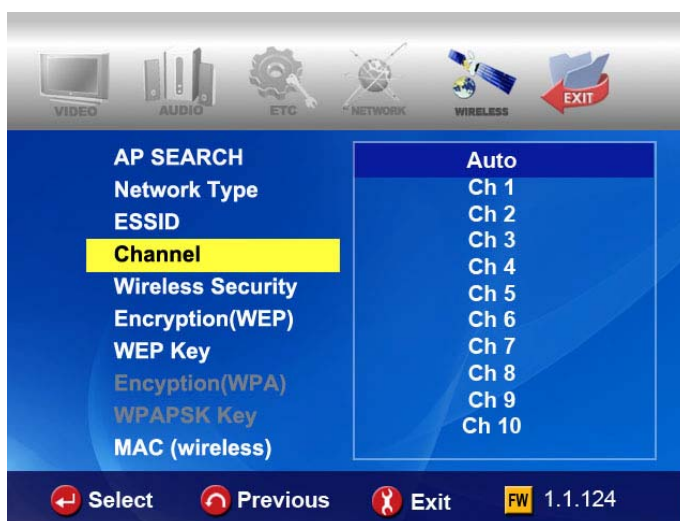 VIDEO AUDIO ETC NETWORK WIRELESS EXIT
AP SEARCH
Network Type
ESSID
Channel
Wireless Security
Encryption(WEP)
WEP Key
Encyption(WPA)
WPAPSK Key
MAC (wireless)
Auto
Ch 1
Ch 2
Ch 3
Ch 4
Ch 5
Ch 6
Ch 7
Ch 8
Ch 9
Ch 10
Select Previous Exit FW 1.1.124